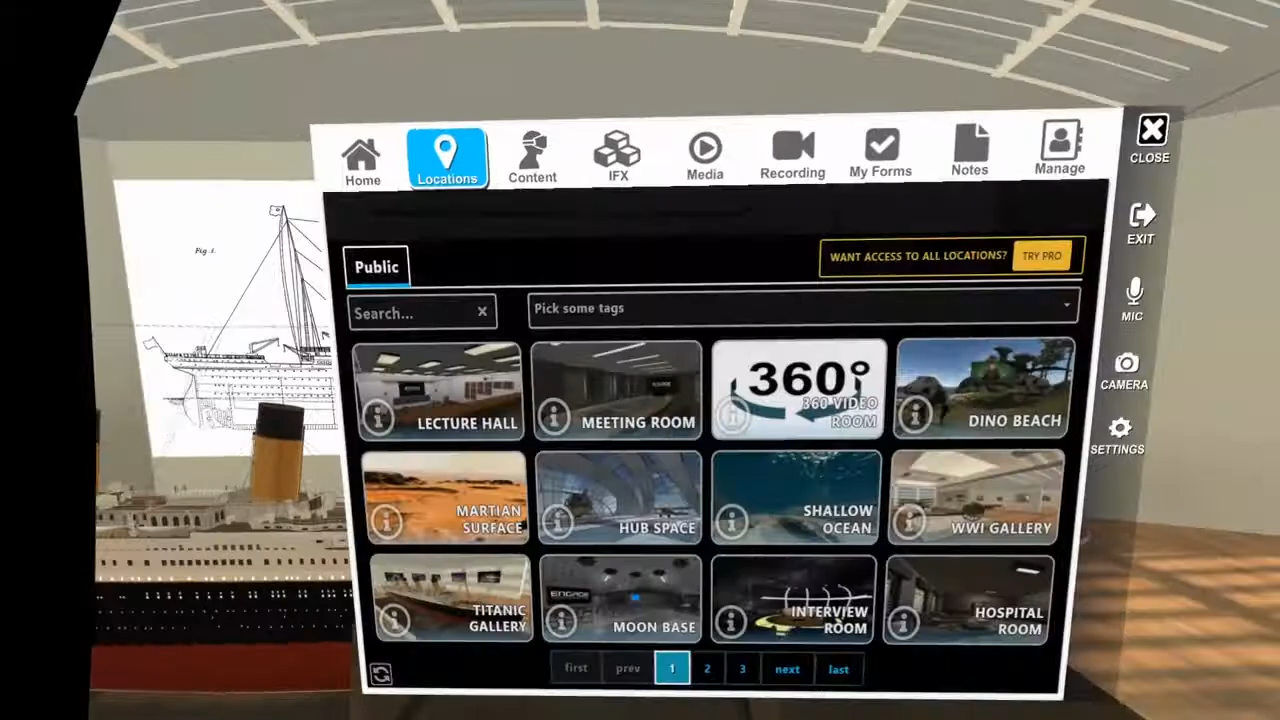 Home
Locations
Content
IFX
Media
Recording
My Forms
Notes
Manage
CLOSE
EXIT
MIC
CAMERA
SETTINGS
Fig. 1.
Public
WANT ACCESS TO ALL LOCATIONS? TRY PRO
Search...
Pick some tags
LECTURE HALL
MEETING ROOM
360°
360 VIDEO
ROOM
DINO BEACH
MARTIAN
SURFACE
HUB SPACE
SHALLOW
OCEAN
WWI GALLERY
TITANIC
GALLERY
ENGAGE
MOON BASE
INTERVIEW
ROOM
HOSPITAL
ROOM
first prev 1 2 3 next last